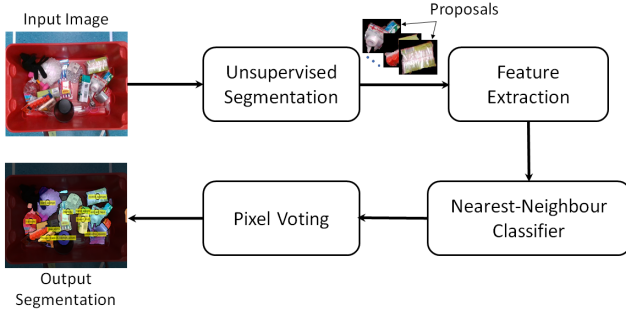 Input Image
Proposals
Unsupervised
Segmentation
Feature
Extraction
Nearest-Neighbour
Classifier
Pixel Voting
Output
Segmentation